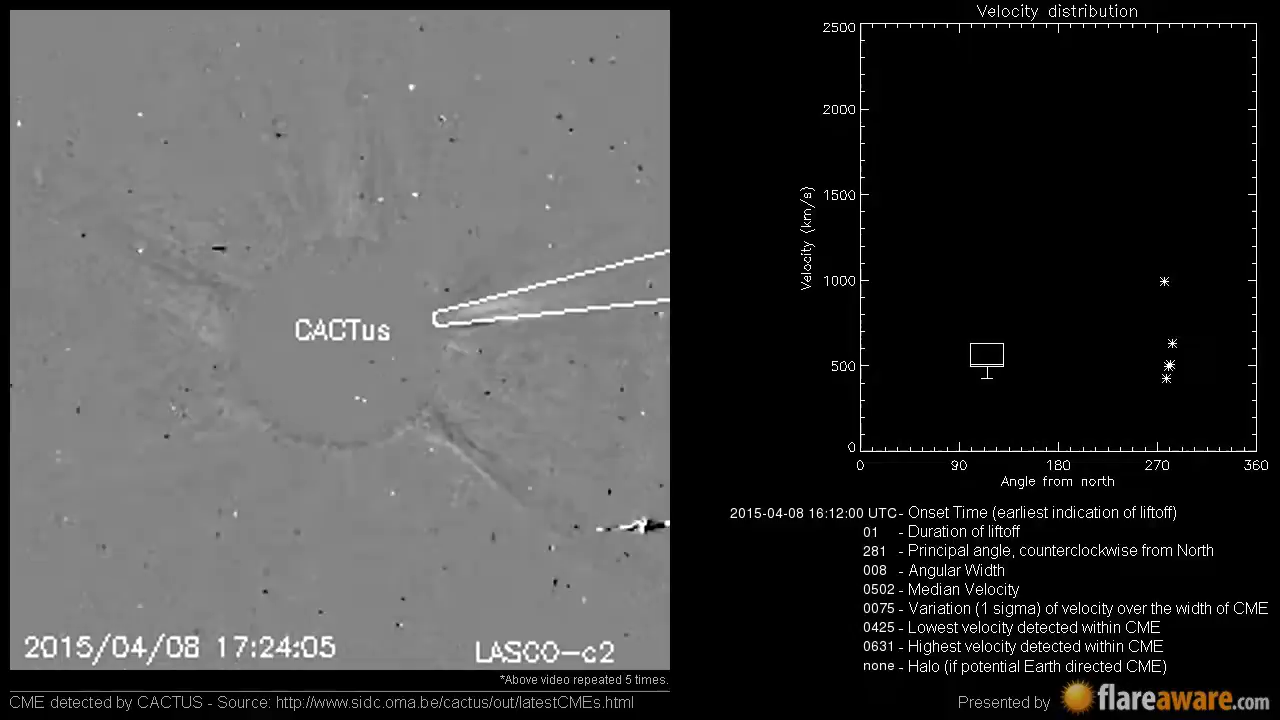 CACTus
2015/04/08 17:24:05
LASCO-c2
*Above video repeated 5 times.
CME detected by CACTUS - Source: http://www.sidc.oma.be/cactus/out/latestCMEs.html
Velocity distribution
2500
2000
1500
1000
500
0
Velocity (km/s)
0 90 180 270 360
Angle from north
2015-04-08 16:12:00 UTC - Onset Time (earliest indication of liftoff)
01 - Duration of liftoff
281 - Principal angle, counterclockwise from North
008 - Angular Width
0502 - Median Velocity
0075 - Variation (1 sigma) of velocity over the width of CME
0425 - Lowest velocity detected within CME
0631 - Highest velocity detected within CME
none - Halo (if potential Earth directed CME)
Presented by flareaware.com